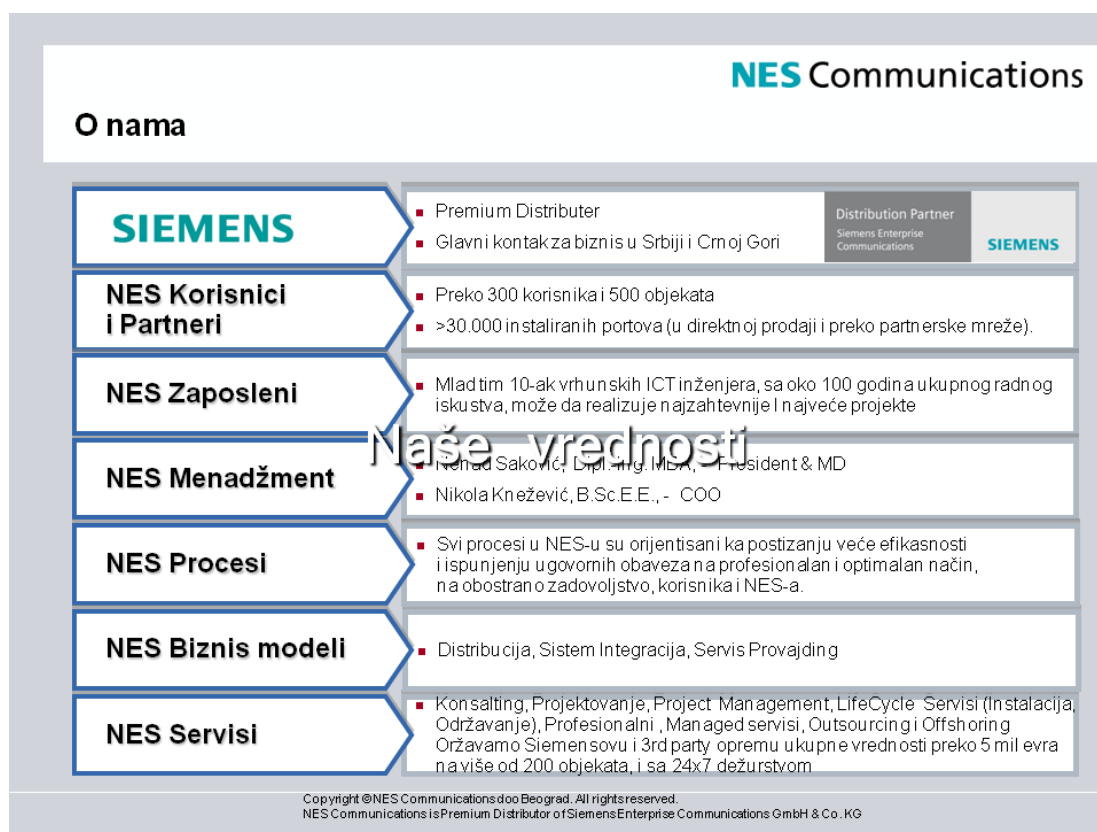 NES Communications
O nama
SIEMENS
Premium Distributer
Glavni kontak za biznis u Srbiji i Crnoj Gori
Distribution Partner
Siemens Enterprise
Communications
SIEMENS
NES Korisnici
i Partneri
Preko 300 korisnika i 500 objekata
>30.000 instaliranih portova (u direktnoj prodaji i preko partnerske mreže).
NES Zaposleni
Mlad tim 10-ak vrhunskih ICT inženjera, sa oko 100 godina ukupnog radnog
iskustva, može da realizuje najzahtevnije I najveće projekte
Naše vrednosti
NES Menadžment
Nenad Saković, Dipl.-Ing. MBA, - President & MD
Nikola Knežević, B.Sc.E.E., - COO
NES Procesi
Svi procesi u NES-u su orijentisani ka postizanju veće efikasnosti
i ispunjenju ugovornih obaveza na profesionalan i optimalan način,
na obostrano zadovoljstvo, korisnika i NES-a.
NES Biznis modeli
Distribucija, Sistem Integracija, Servis Provajding
NES Servisi
Konsalting, Projektovanje, Project Management, LifeCycle Servisi (Instalacija,
Održavanje), Profesionalni , Managed servisi, Outsourcing i Offshoring
Oržavamo Siemensovu i 3rd party opremu ukupne vrednosti preko 5 mil evra
na više od 200 objekata, i sa 24x7 dežurstvom
Copyright © NES Communications doo Beograd. All rights reserved.
NES Communications is Premium Distributor of Siemens Enterprise Communications GmbH & Co. KG